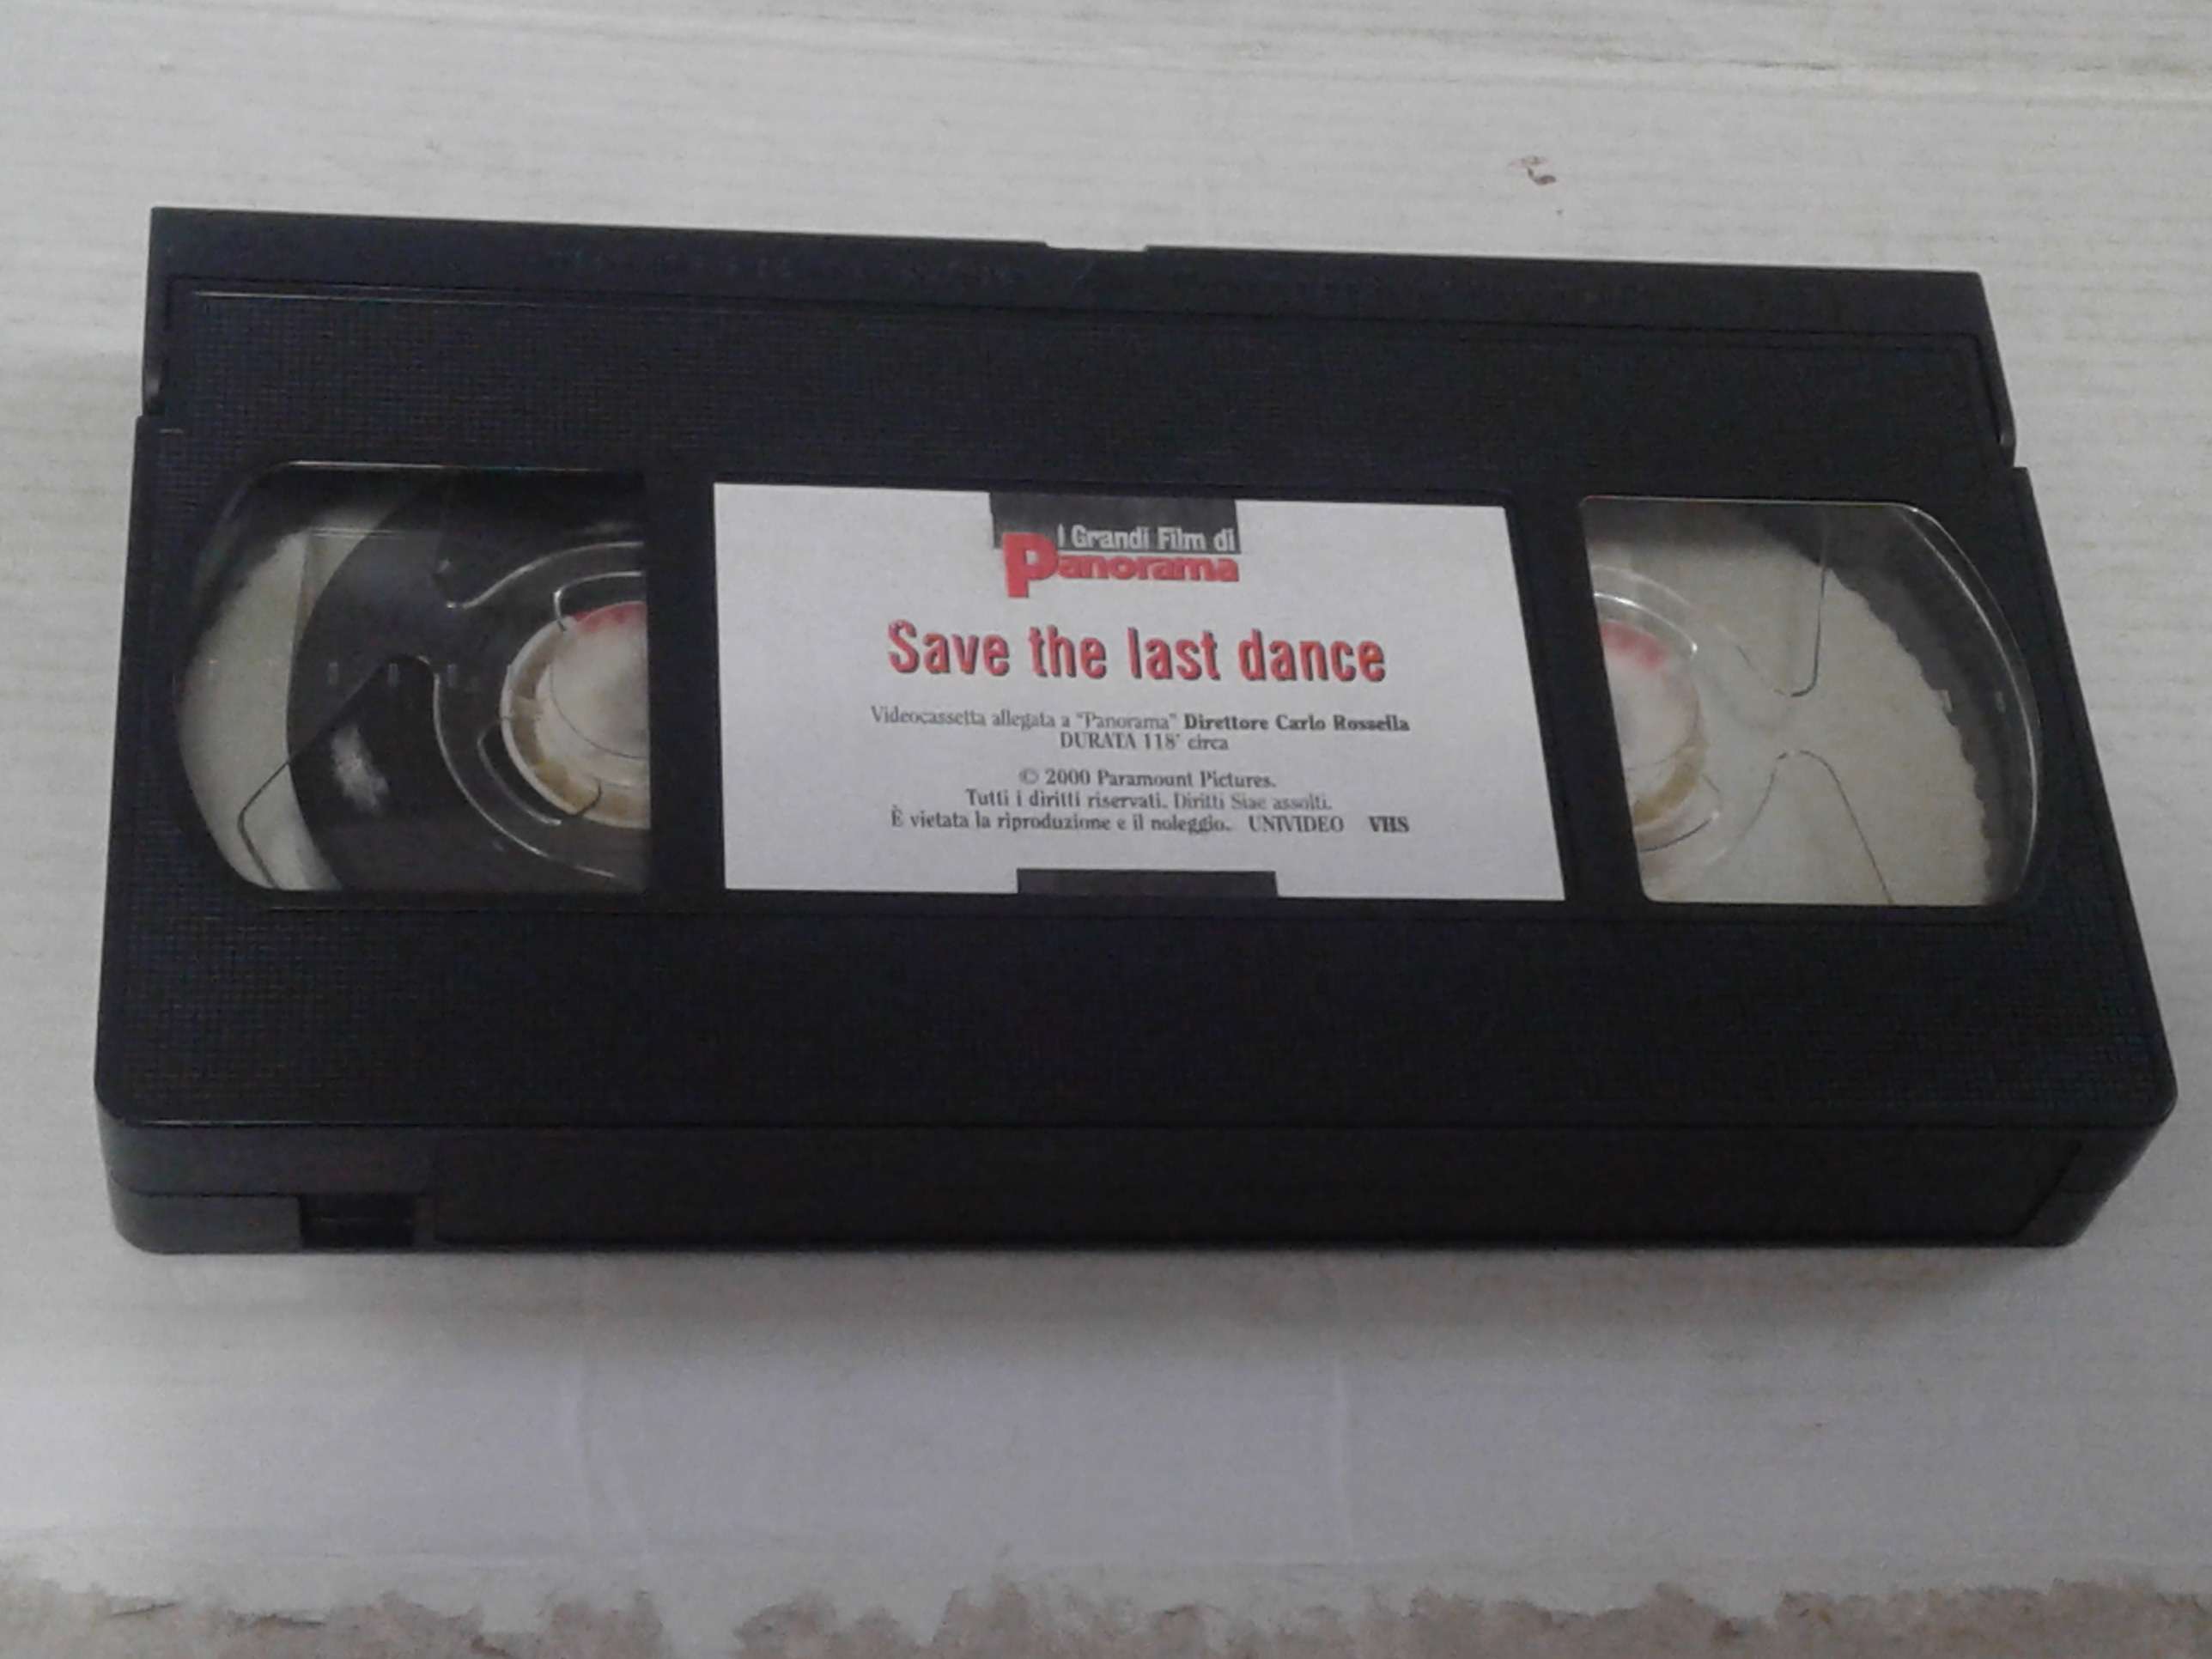 I Grandi Film di
Panorama
Save the last dance
Videocassetta allegata a "Panorama" Direttore Carlo Rossella
DURATA 118' circa
© 2000 Paramount Pictures.
Tutti i diritti riservati. Diritti Siae assolti.
È vietata la riproduzione e il noleggio. UNIVIDEO VHS